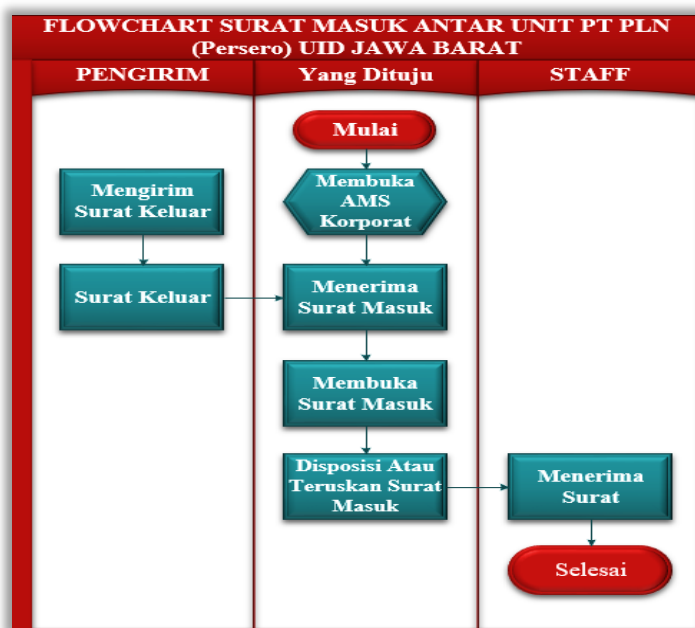 FLOWCHART SURAT MASUK ANTAR UNIT PT PLN
(Persero) UID JAWA BARAT
PENGIRIM
Yang Dituju
STAFF
Mulai
Mengirim
Surat Keluar
Membuka
AMS
Korporat
Surat Keluar
Menerima
Surat Masuk
Membuka
Surat Masuk
Disposisi Atau
Teruskan Surat
Masuk
Menerima
Surat
Selesai